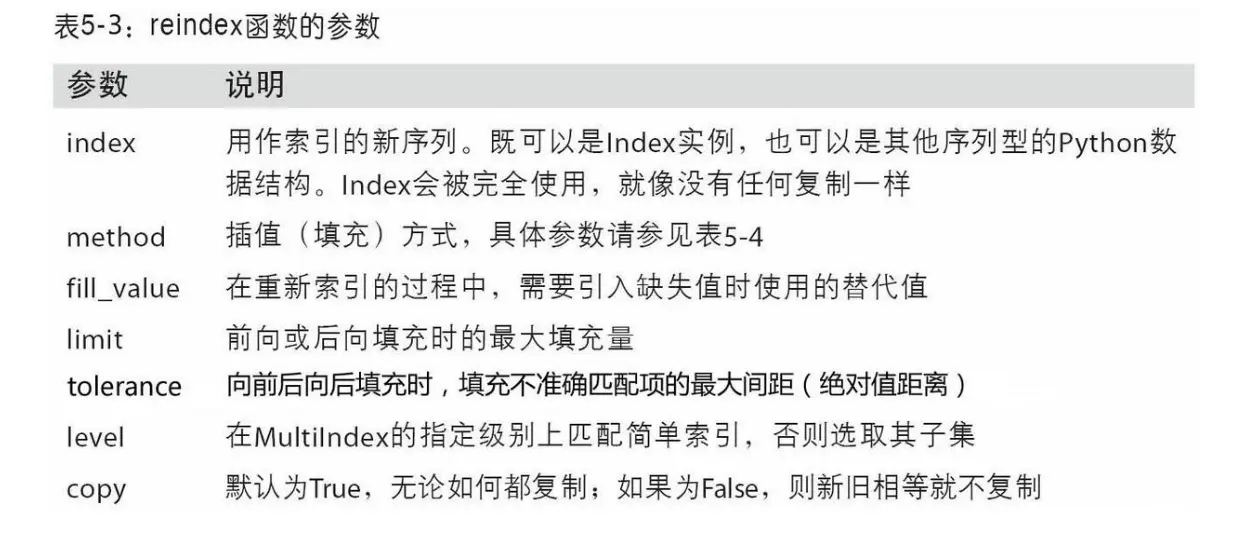 表5-3：reindex函数的参数
参数 说明
index 用作索引的新序列。既可以是Index实例，也可以是其他序列型的Python数
据结构。Index会被完全使用，就像没有任何复制一样
method 插值（填充）方式，具体参数请参见表5-4
fill_value 在重新索引的过程中，需要引入缺失值时使用的替代值
limit 前向或后向填充时的最大填充量
tolerance 向前后向后填充时，填充不准确匹配项的最大间距（绝对值距离）
level 在MultiIndex的指定级别上匹配简单索引，否则选取其子集
copy 默认为True，无论如何都复制；如果为False，则新旧相等就不复制